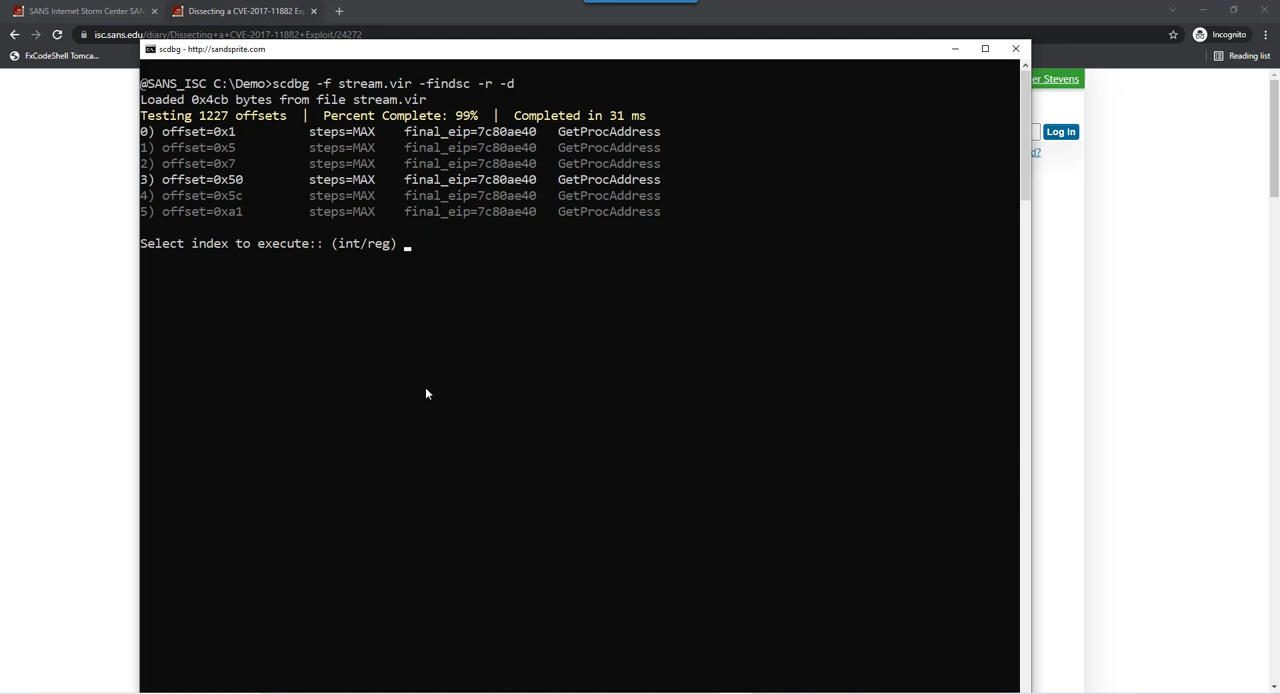 SANS Internet Storm Center SAN
Dissecting a CVE-2017-11882 Ex
isc.sans.edu/diary/Dissecting+a+CVE-2017-11882+Exploit/24272
Incognito
FxCodeShell Tomca...
Reading list
scdbg - http://sandsprite.com
er Stevens
Log In
d?
@SANS_ISC C:\Demo>scdbg -f stream.vir -findsc -r -d
Loaded 0x4cb bytes from file stream.vir
Testing 1227 offsets | Percent Complete: 99% | Completed in 31 ms
0) offset=0x1 steps=MAX final_eip=7c80ae40 GetProcAddress
1) offset=0x5 steps=MAX final_eip=7c80ae40 GetProcAddress
2) offset=0x7 steps=MAX final_eip=7c80ae40 GetProcAddress
3) offset=0x50 steps=MAX final_eip=7c80ae40 GetProcAddress
4) offset=0x5c steps=MAX final_eip=7c80ae40 GetProcAddress
5) offset=0xa1 steps=MAX final_eip=7c80ae40 GetProcAddress
Select index to execute:: (int/reg)